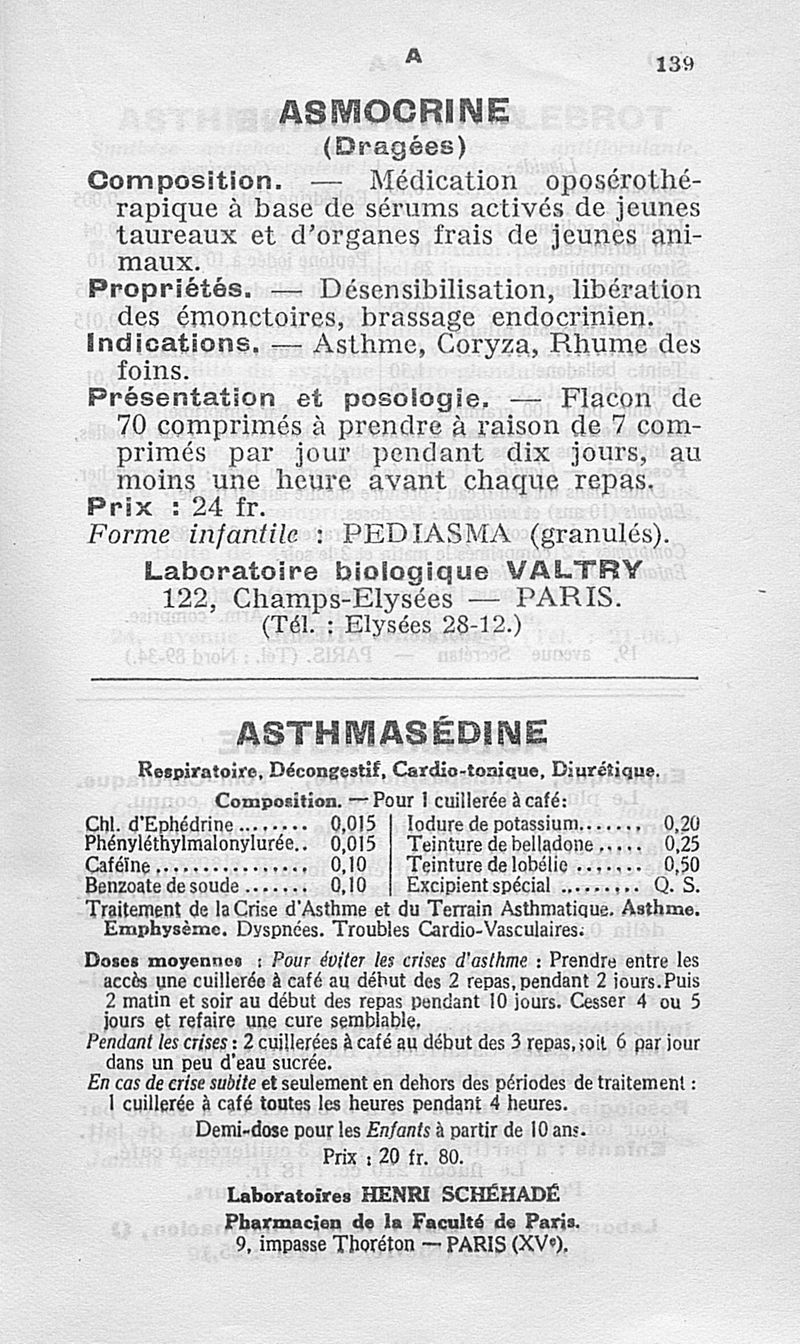 A
139
ASMOCRINE
(Dragées)
Composition. — Médication oposérothé-
rapique à base de sérums activés de jeunes
taureaux et d'organes frais de jeunes ani-
maux.
Propriétés. — Désensibilisation, libération
des émonctoires, brassage endocrinien.
Indications. — Asthme, Coryza, Rhume des
foins.
Présentation et posologie. — Flacon de
70 comprimés à prendre à raison de 7 com-
primés par jour pendant dix jours, au
moins une heure avant chaque repas.
Prix : 24 fr.
Forme infantile : PEDIASMA (granulés).
Laboratoire biologique VALTRY
122, Champs-Elysées — PARIS.
(Tél. : Elysées 28-12.)
ASTHMASÉDINE
Respiratoire, Décongestif, Cardio-tonique, Diurétique.
Composition. — Pour 1 cuillerée à café:
Chl. d'Ephédrine ........ 0,015 | Iodure de potassium....... 0,20
Phényléthylmalonylurée.. 0,015 | Teinture de belladone ..... 0,25
Caféïne ................ 0,10 | Teinture de lobélie ....... 0,50
Benzoate de soude ....... 0,10 | Excipient spécial ......... Q. S.
Traitement de la Crise d'Asthme et du Terrain Asthmatique. Asthme.
Emphysème. Dyspnées. Troubles Cardio-Vasculaires.
Doses moyennes : Pour éviter les crises d'asthme : Prendre entre les
accès une cuillerée à café au début des 2 repas, pendant 2 jours. Puis
2 matin et soir au début des repas pendant 10 jours. Cesser 4 ou 5
jours et refaire une cure semblable.
Pendant les crises : 2 cuillerées à café au début des 3 repas, soit 6 par jour
dans un peu d'eau sucrée.
En cas de crise subite et seulement en dehors des périodes de traitement :
1 cuillerée à café toutes les heures pendant 4 heures.
Demi-dose pour les Enfants à partir de 10 ans.
Prix : 20 fr. 80.
Laboratoires HENRI SCHÉHADÉ
Pharmacien de la Faculté de Paris.
9, impasse Thoréton — PARIS (XVe).